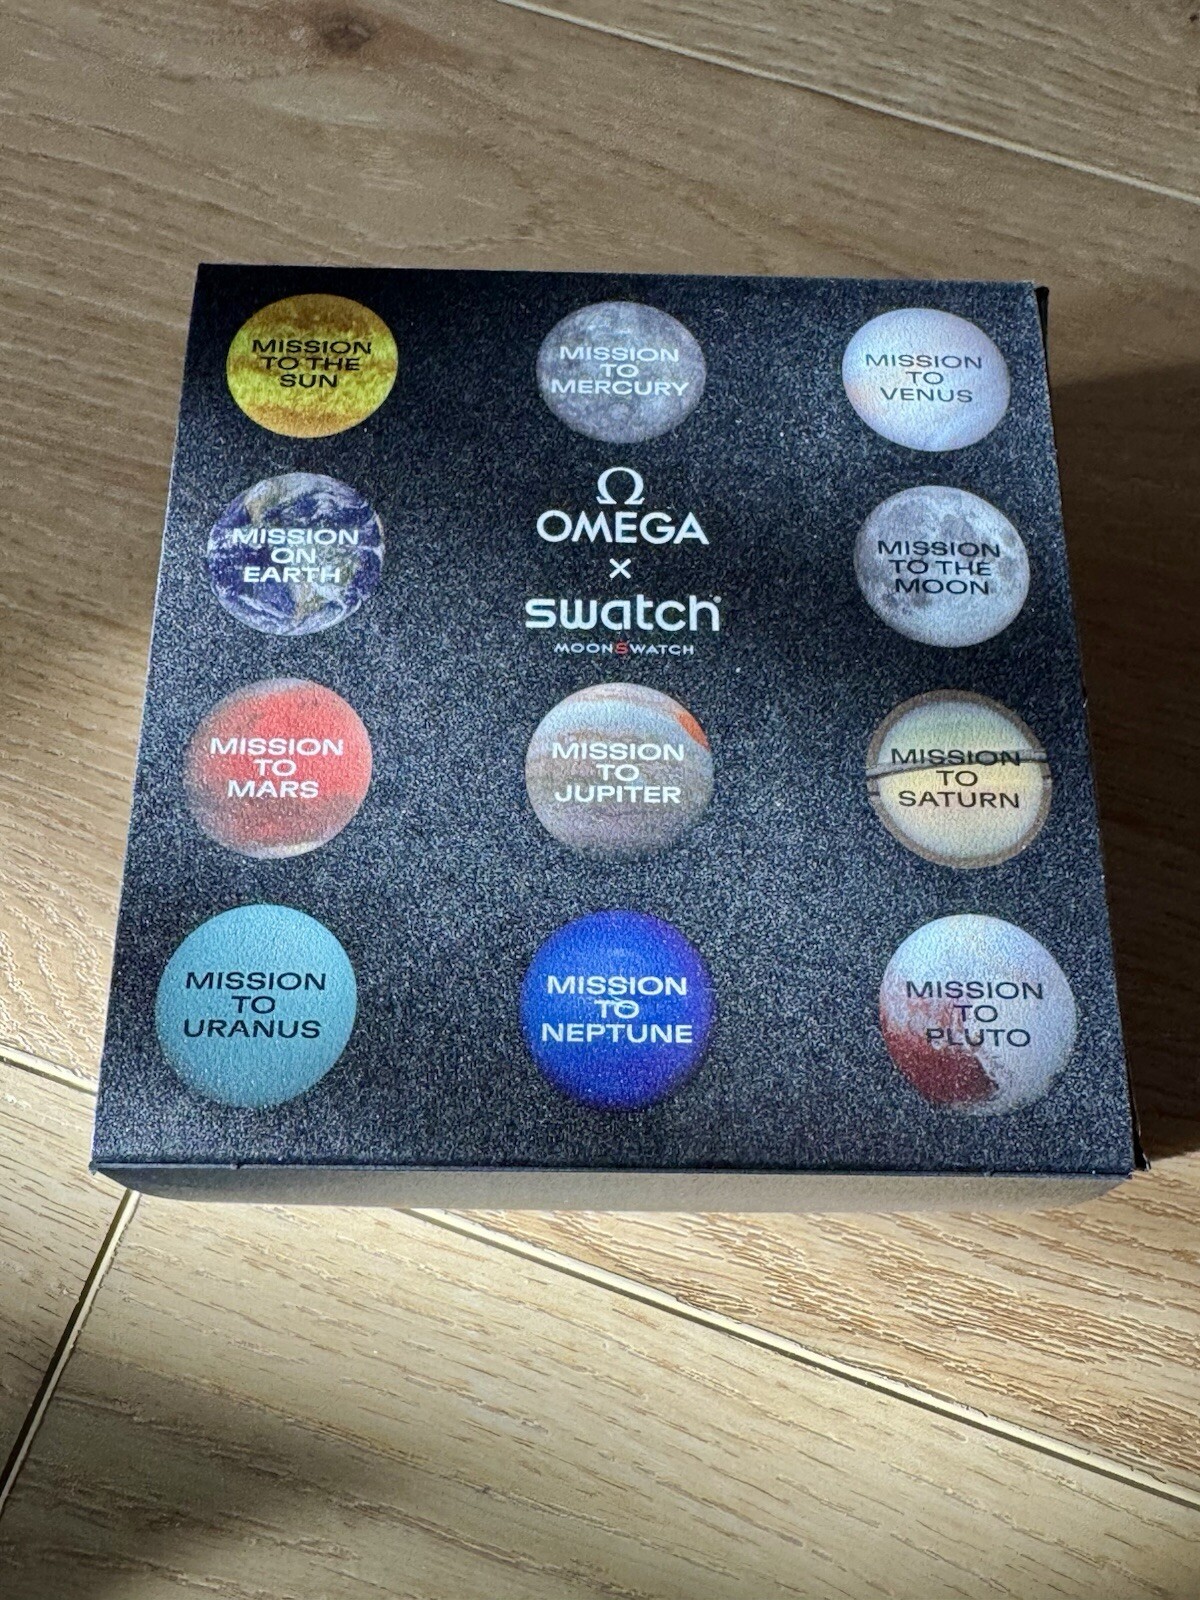 MISSION
TO THE
SUN
MISSION
TO
MERCURY
MISSION
TO
VENUS
MISSION
ON
EARTH
Ω
OMEGA
×
swatch®
MOONSWATCH
MISSION
TO THE
MOON
MISSION
TO
MARS
MISSION
TO
JUPITER
MISSION
TO
SATURN
MISSION
TO
URANUS
MISSION
TO
NEPTUNE
MISSION
TO
PLUTO